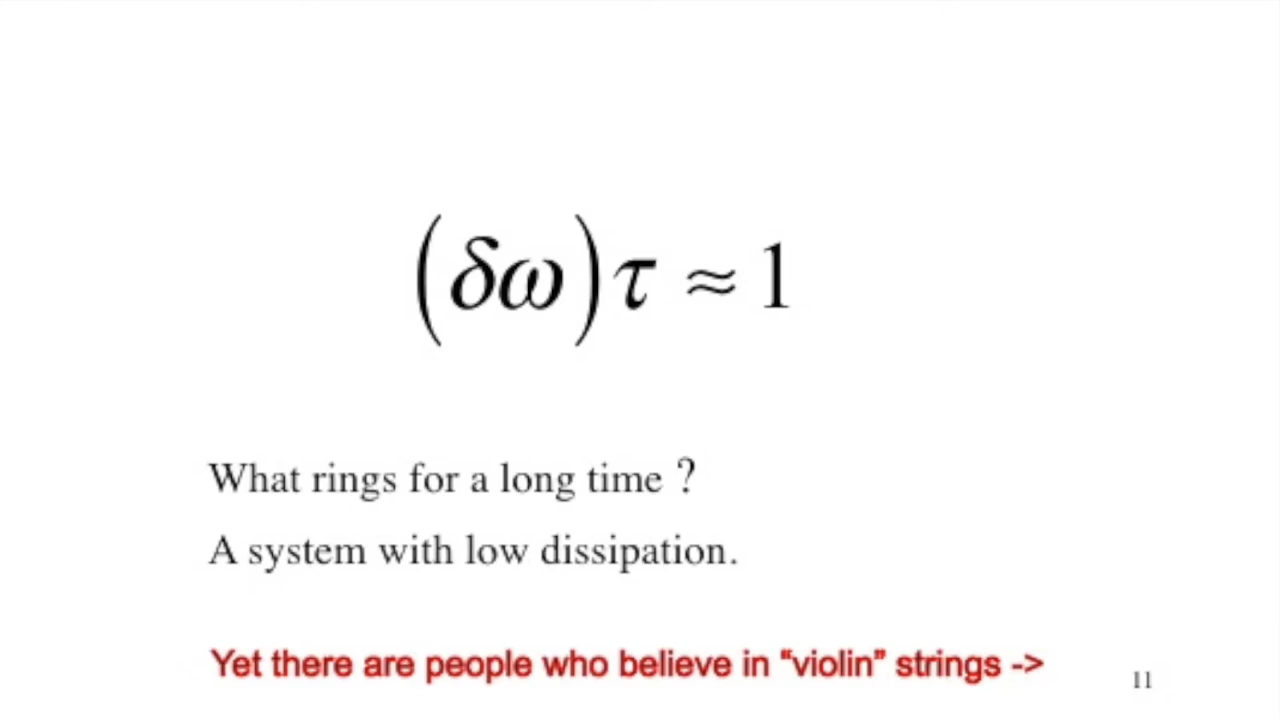 (δω)τ ≈ 1
What rings for a long time ?
A system with low dissipation.
Yet there are people who believe in “violin” strings ->
11